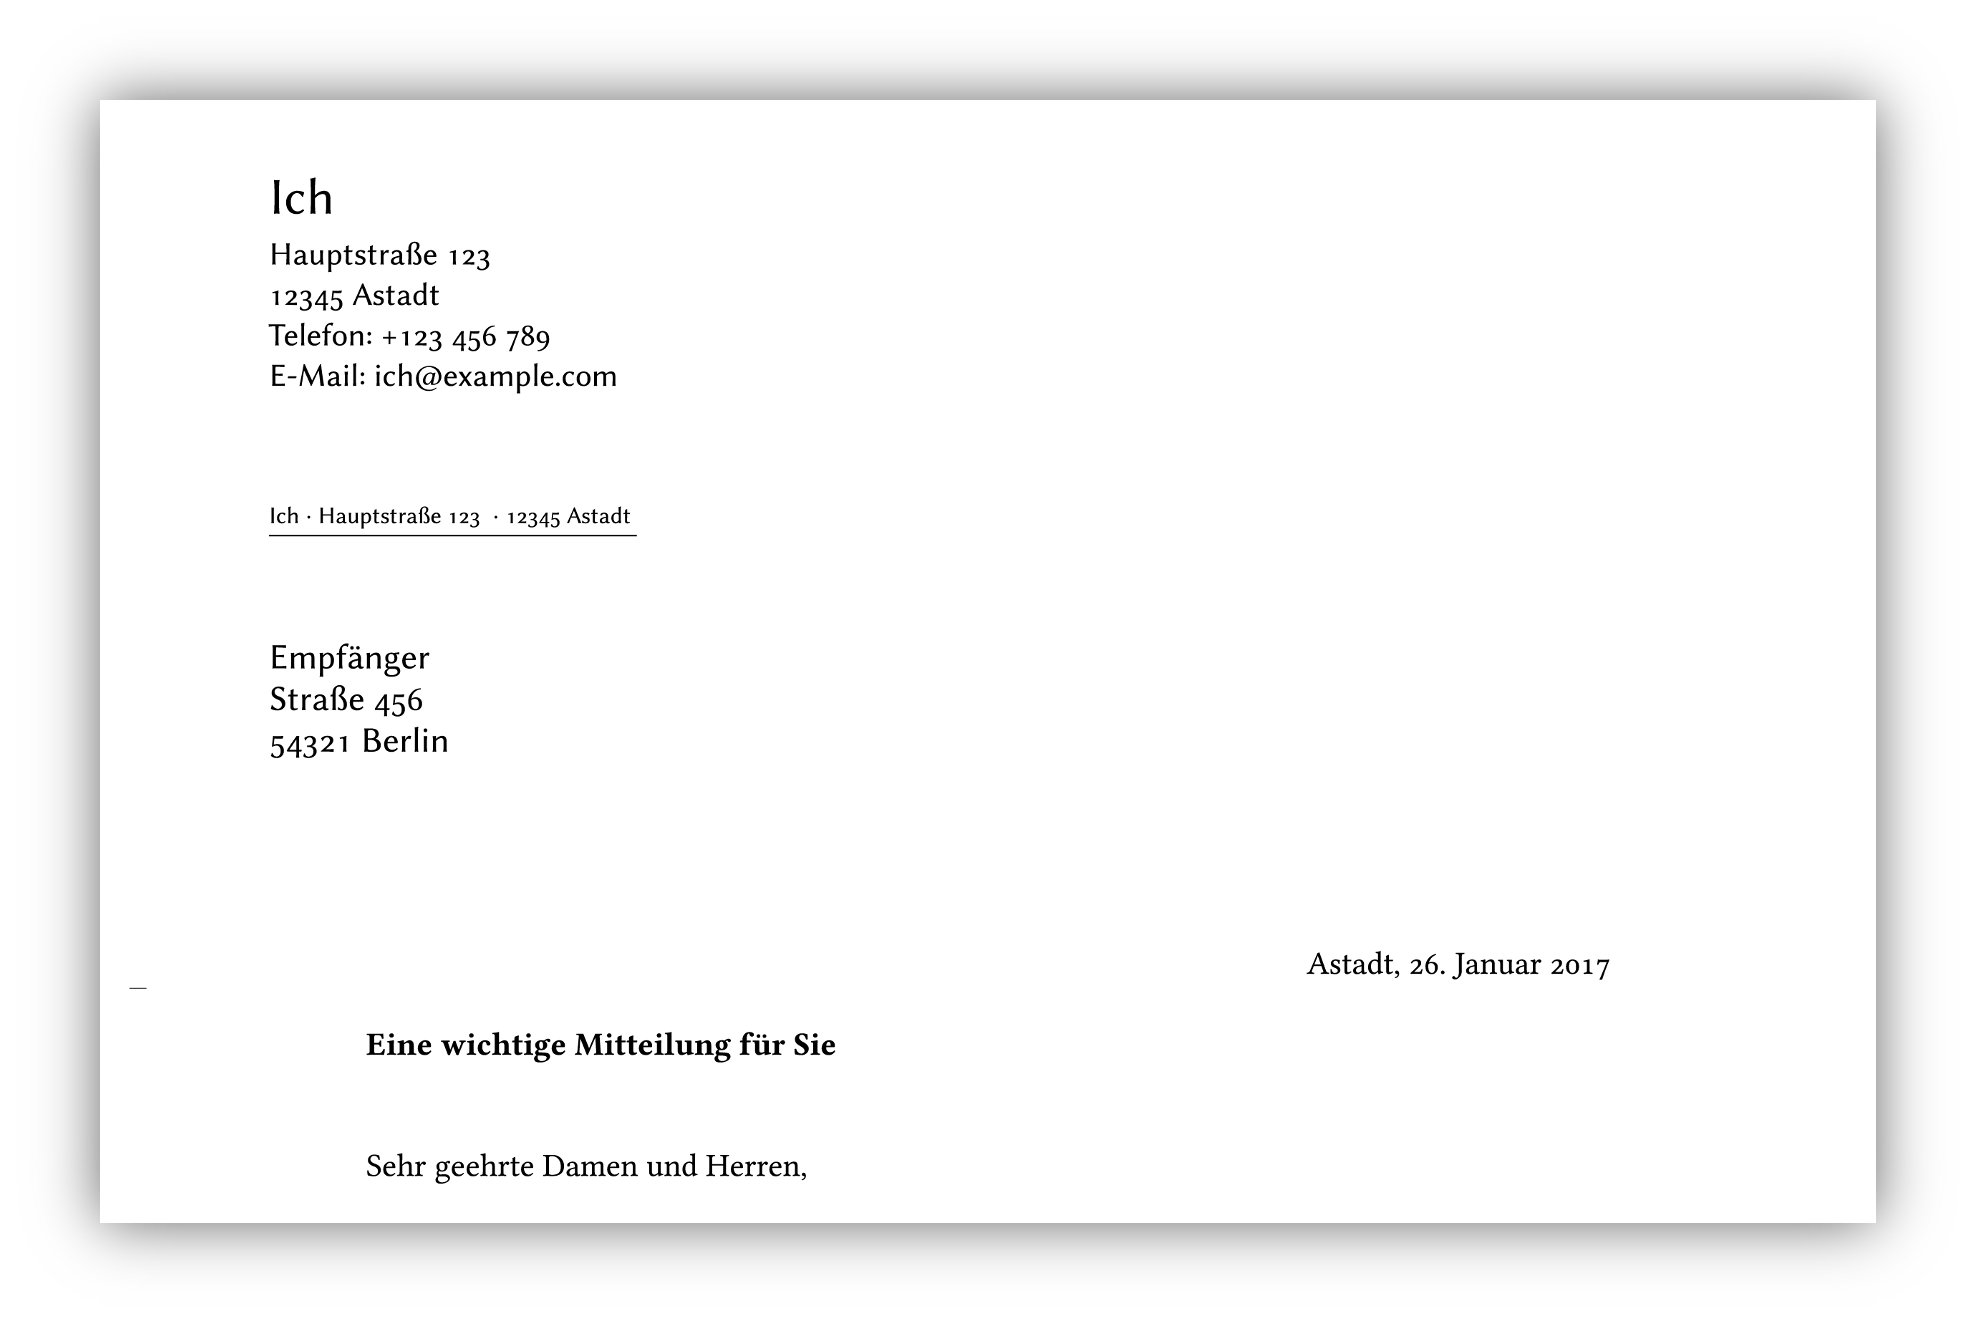 Ich
Hauptstraße 123
12345 Astadt
Telefon: +123 456 789
E-Mail: ich@example.com
Ich · Hauptstraße 123 · 12345 Astadt
Empfänger
Straße 456
54321 Berlin
Astadt, 26. Januar 2017
Eine wichtige Mitteilung für Sie
Sehr geehrte Damen und Herren,